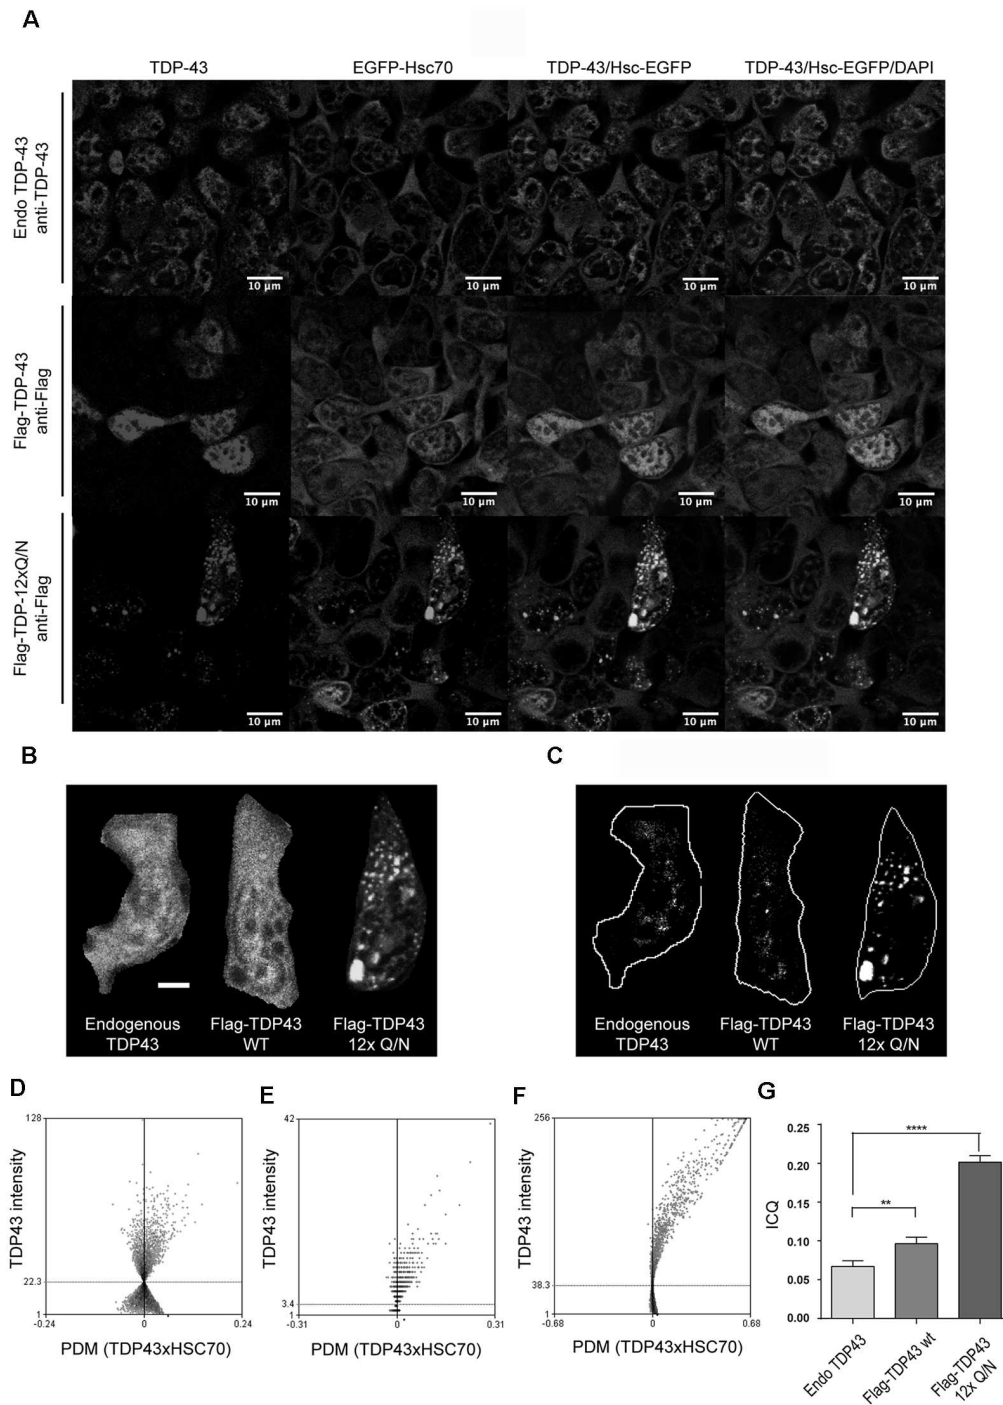 A
TDP-43 EGFP-Hsc70 TDP-43/Hsc-EGFP TDP-43/Hsc-EGFP/DAPI
Endo TDP-43
anti-TDP-43
10 µm 10 µm 10 µm 10 µm
Flag-TDP-43
anti-Flag
10 µm 10 µm 10 µm 10 µm
Flag-TDP-12xQ/N
anti-Flag
10 µm 10 µm 10 µm 10 µm
B
Endogenous TDP43
Flag-TDP43 WT
Flag-TDP43 12x Q/N
C
Endogenous TDP43
Flag-TDP43 WT
Flag-TDP43 12x Q/N
D
TDP43 intensity
128
22.3
1
-0.24 0 0.24
PDM (TDP43xHSC70)
E
TDP43 intensity
42
3.4
1
-0.31 0 0.31
PDM (TDP43xHSC70)
F
TDP43 intensity
256
38.3
1
-0.68 0 0.68
PDM (TDP43xHSC70)
G
ICQ
0.25
0.20
0.15
0.10
0.05
0.00
****
**
Endo TDP43
Flag-TDP43 wt
Flag-TDP43
12x Q/N